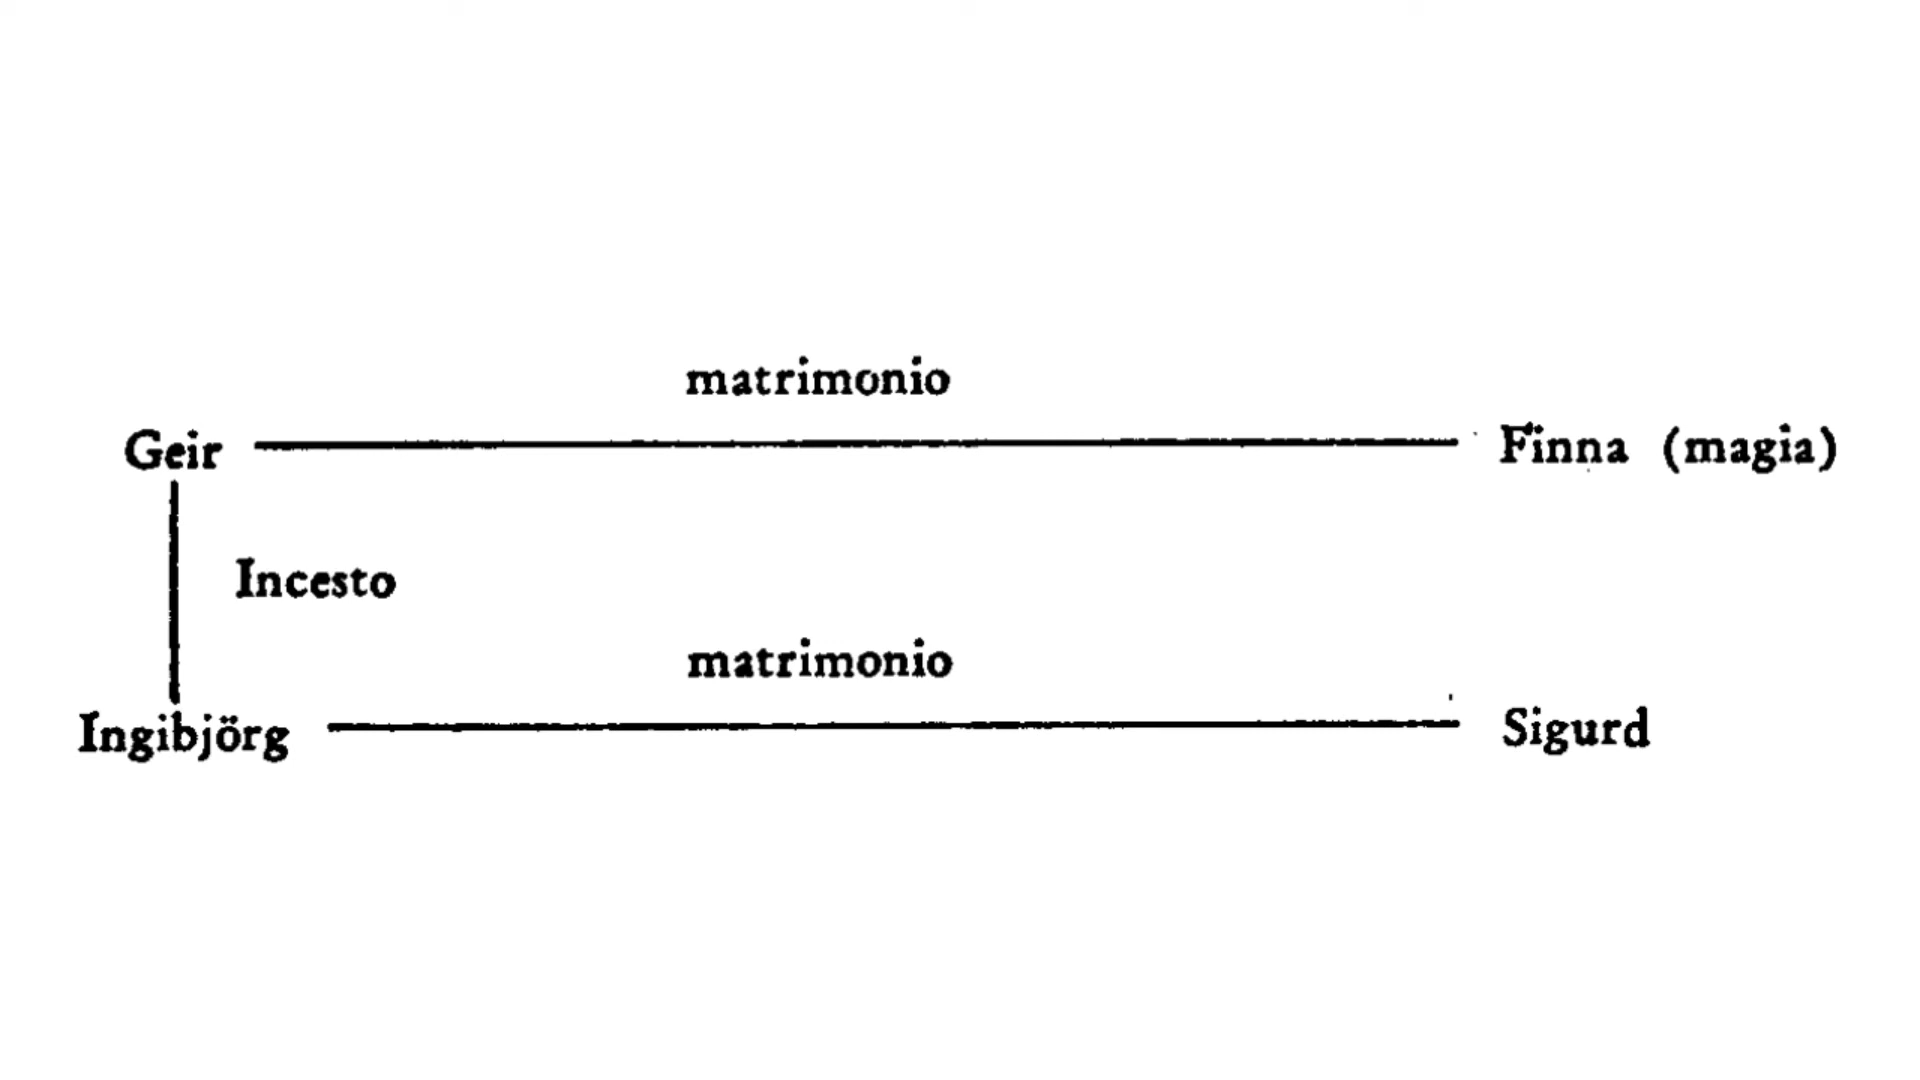 matrimonio
Geir Finna (magia)
Incesto
matrimonio
Ingibjörg Sigurd